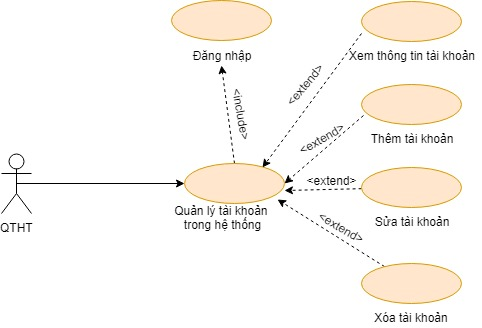 Đăng nhập
Xem thông tin tài khoản
<extend>
<include>
Thêm tài khoản
<extend>
<extend>
Quản lý tài khoản
trong hệ thống
Sửa tài khoản
<extend>
QTHT
Xóa tài khoản